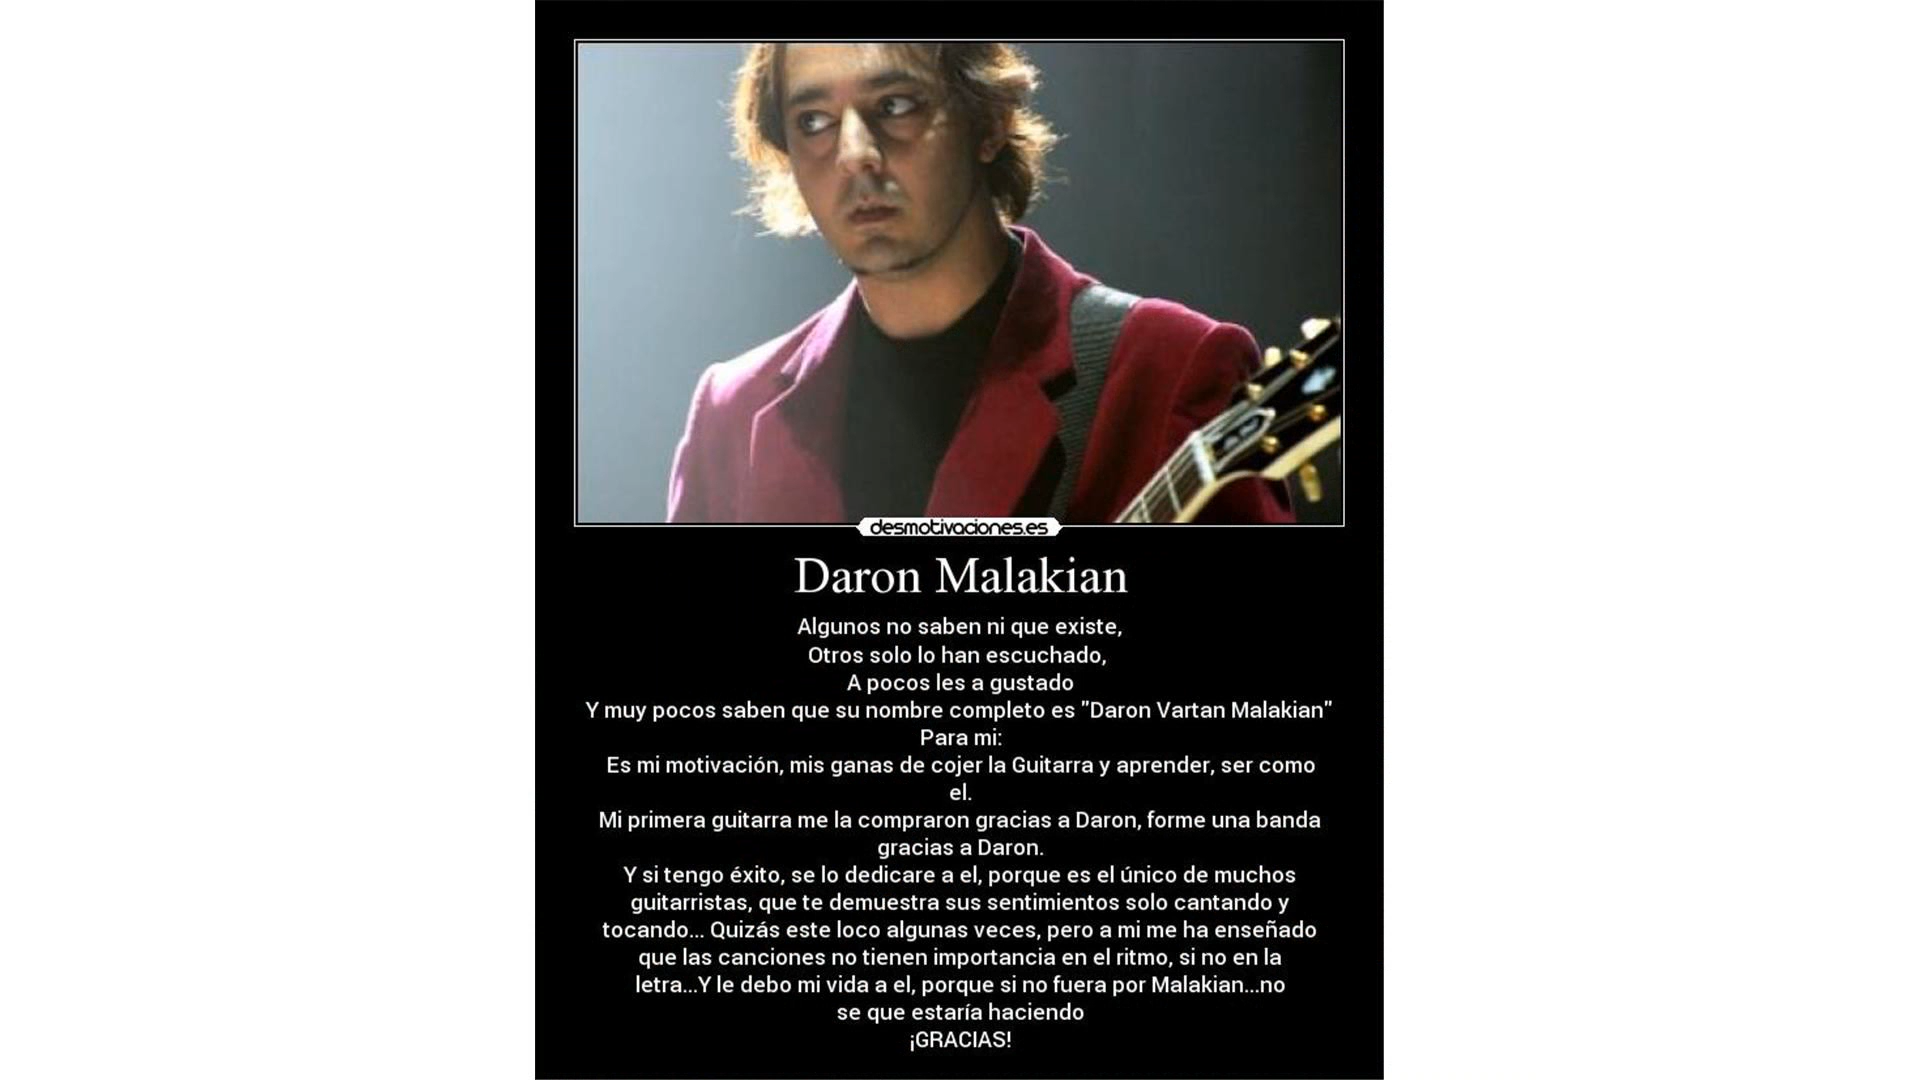 desmotivaciones.es
Daron Malakian
Algunos no saben ni que existe,
Otros solo lo han escuchado,
A pocos les a gustado
Y muy pocos saben que su nombre completo es "Daron Vartan Malakian"
Para mi:
Es mi motivación, mis ganas de cojer la Guitarra y aprender, ser como
el.
Mi primera guitarra me la compraron gracias a Daron, forme una banda
gracias a Daron.
Y si tengo éxito, se lo dedicare a el, porque es el único de muchos
guitarristas, que te demuestra sus sentimientos solo cantando y
tocando... Quizás este loco algunas veces, pero a mi me ha enseñado
que las canciones no tienen importancia en el ritmo, si no en la
letra...Y le debo mi vida a el, porque si no fuera por Malakian...no
se que estaría haciendo
¡GRACIAS!